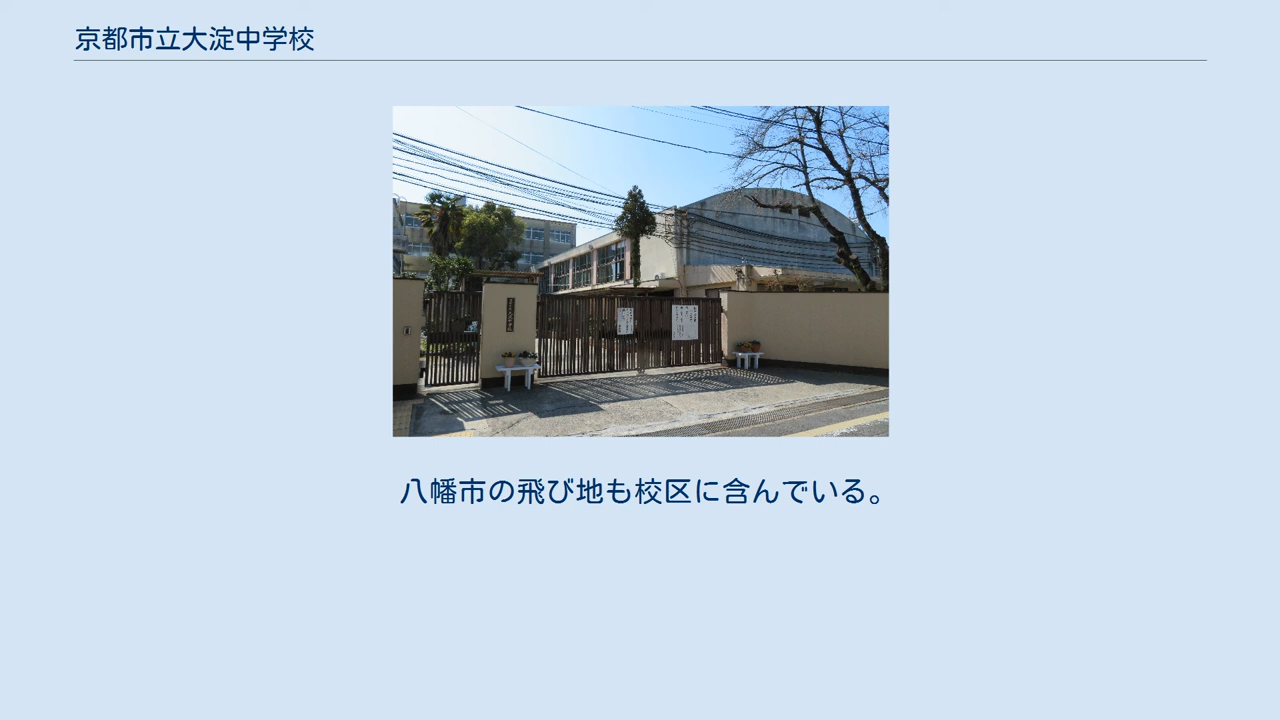 京都市立大淀中学校
八幡市の飛び地も校区に含んでいる。